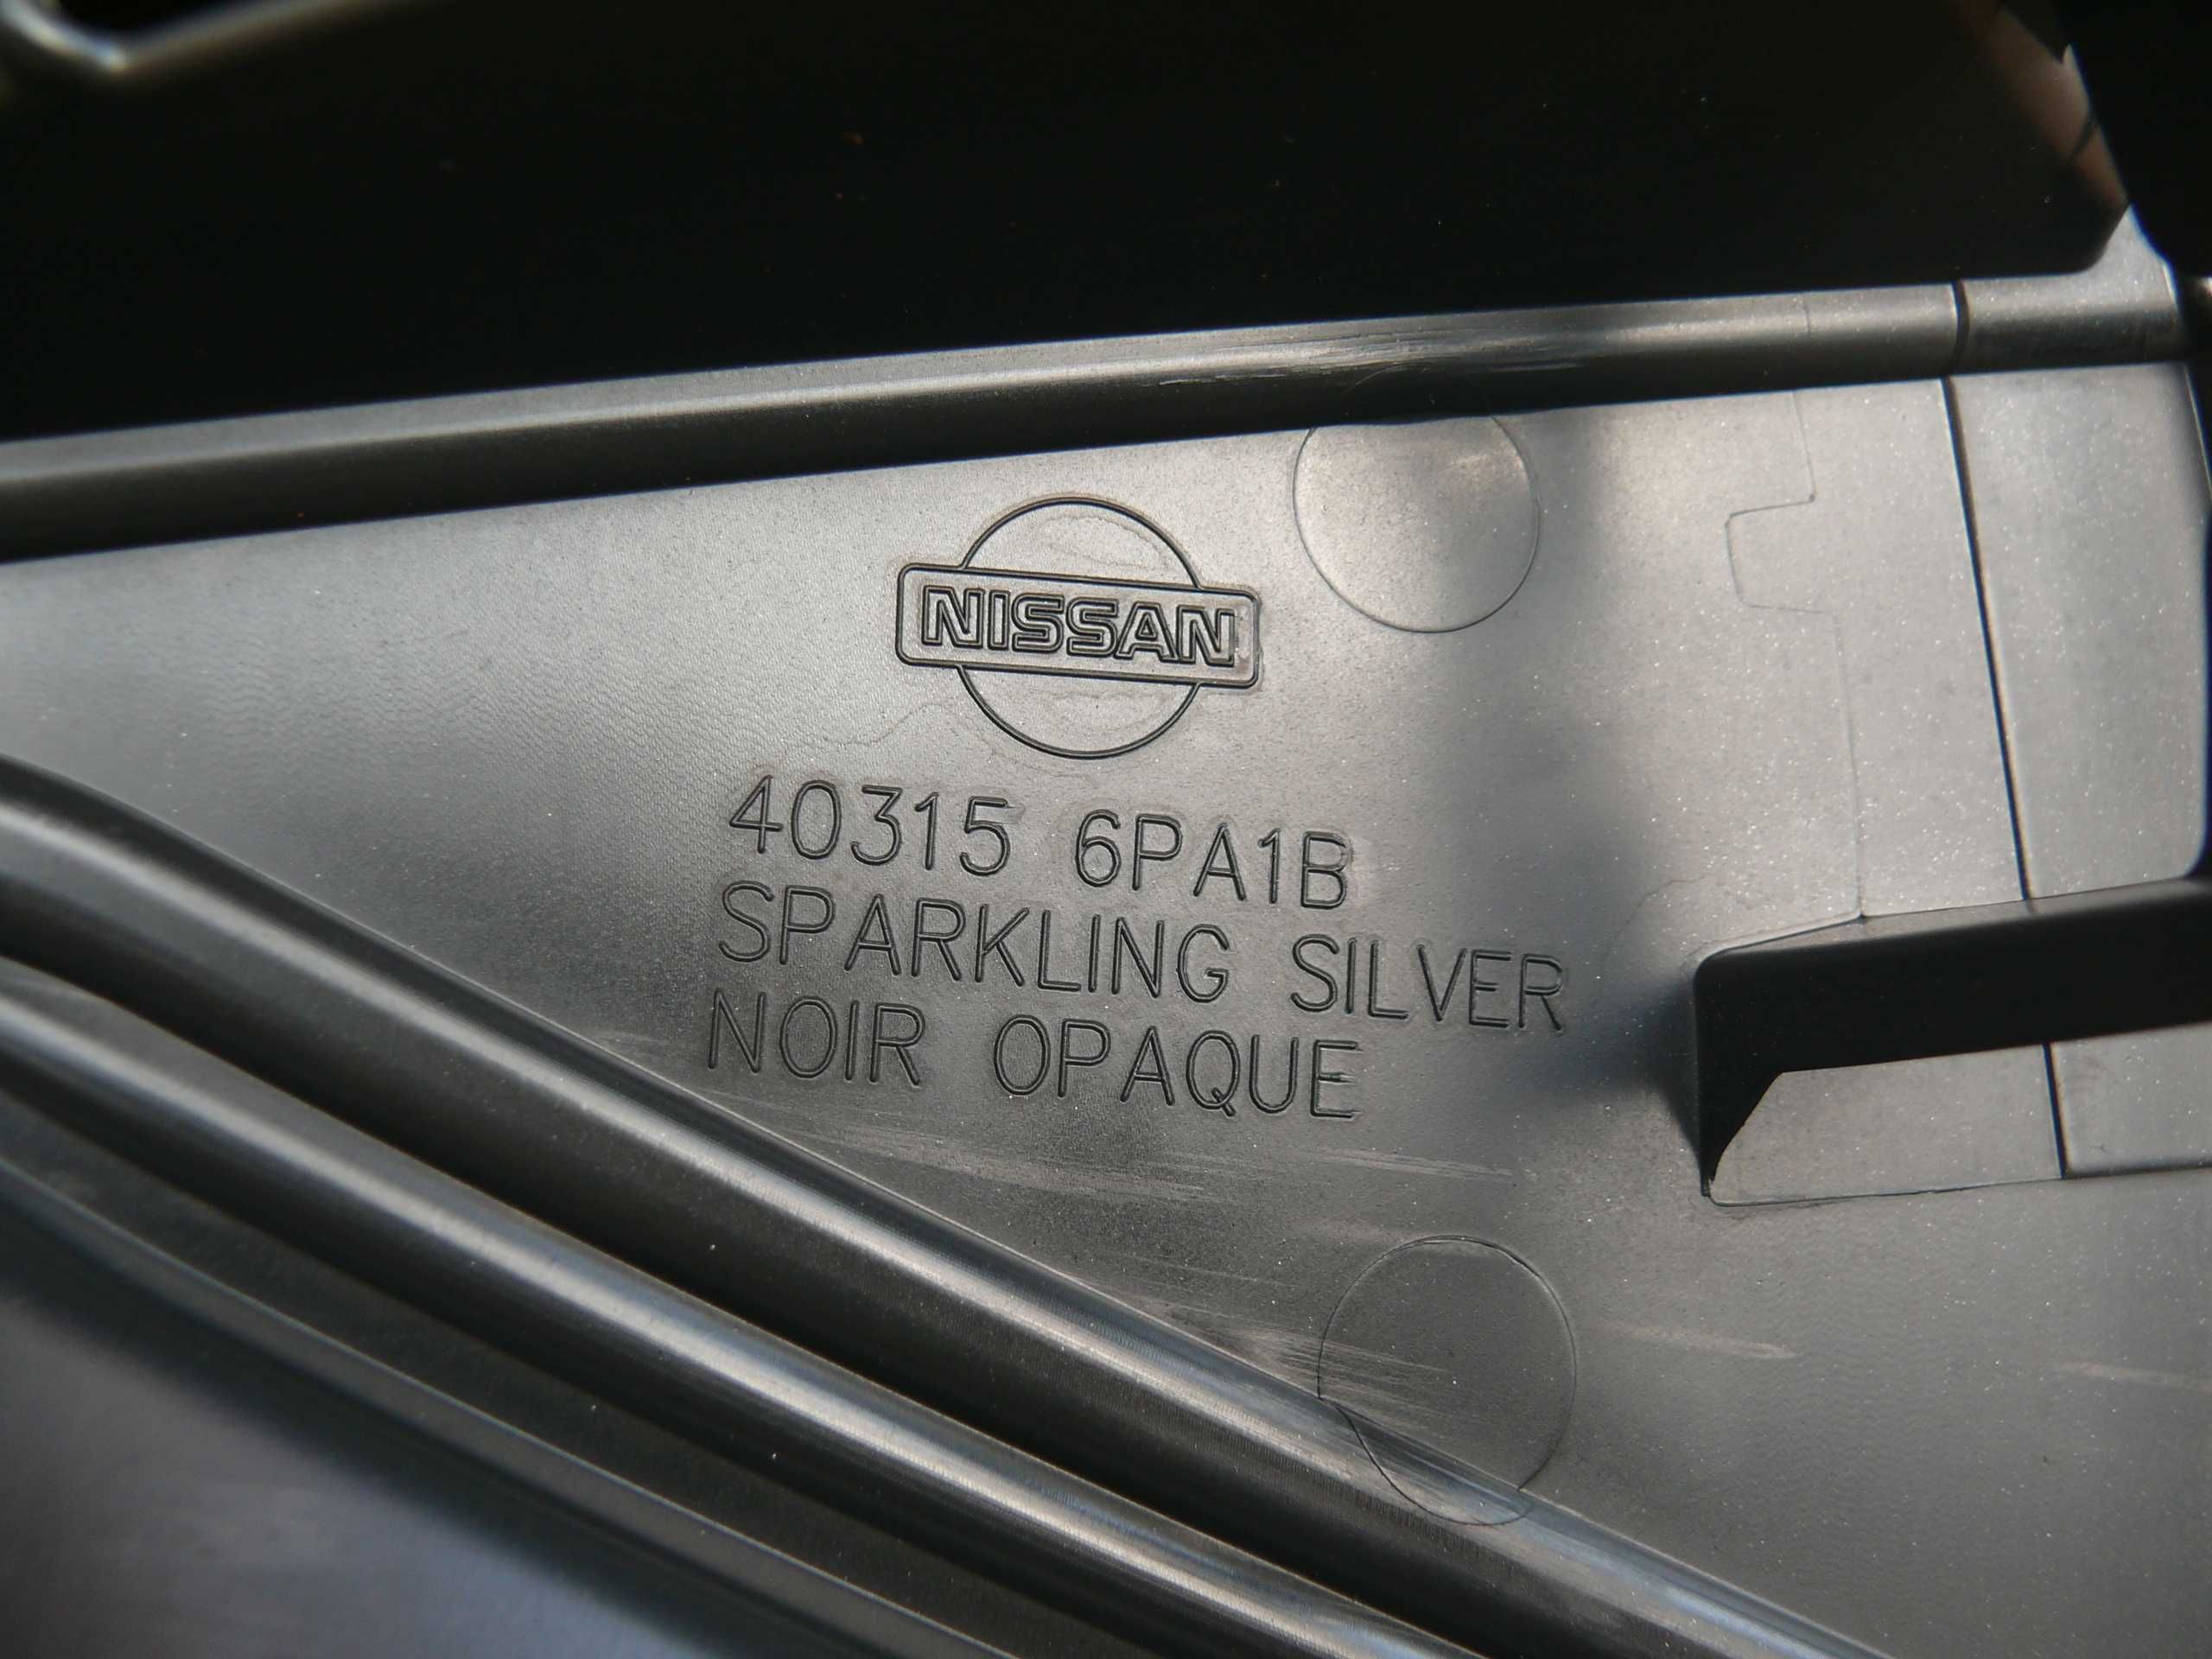 NISSAN
40315 6PA1B
SPARKLING SILVER
NOIR OPAQUE